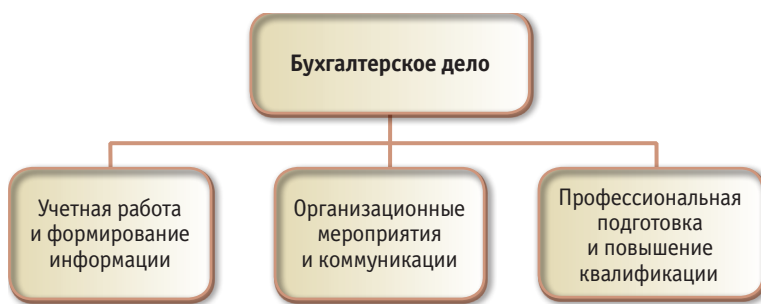 Бухгалтерское дело
Учетная работа
и формирование
информации
Организационные
мероприятия
и коммуникации
Профессиональная
подготовка
и повышение
квалификации